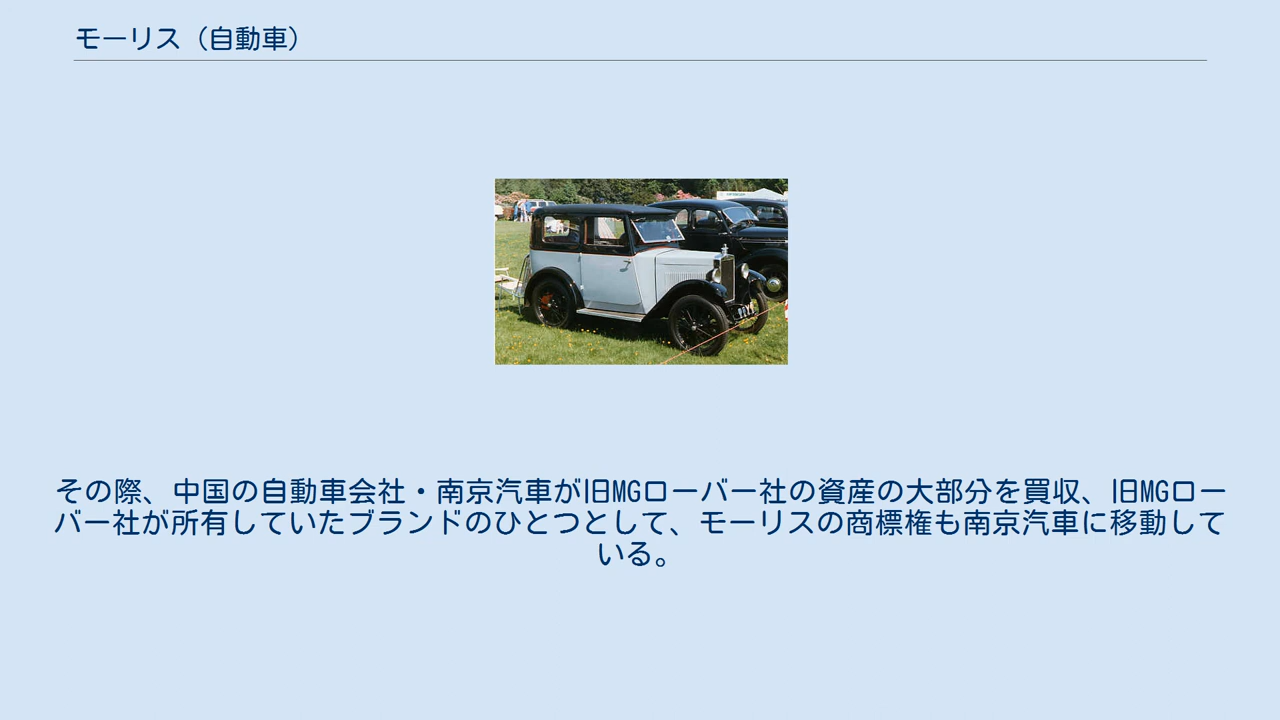 モーリス（自動車）
その際、中国の自動車会社・南京汽車が旧MGローバー社の資産の大部分を買収、旧MGロー
バー社が所有していたブランドのひとつとして、モーリスの商標権も南京汽車に移動して
いる。